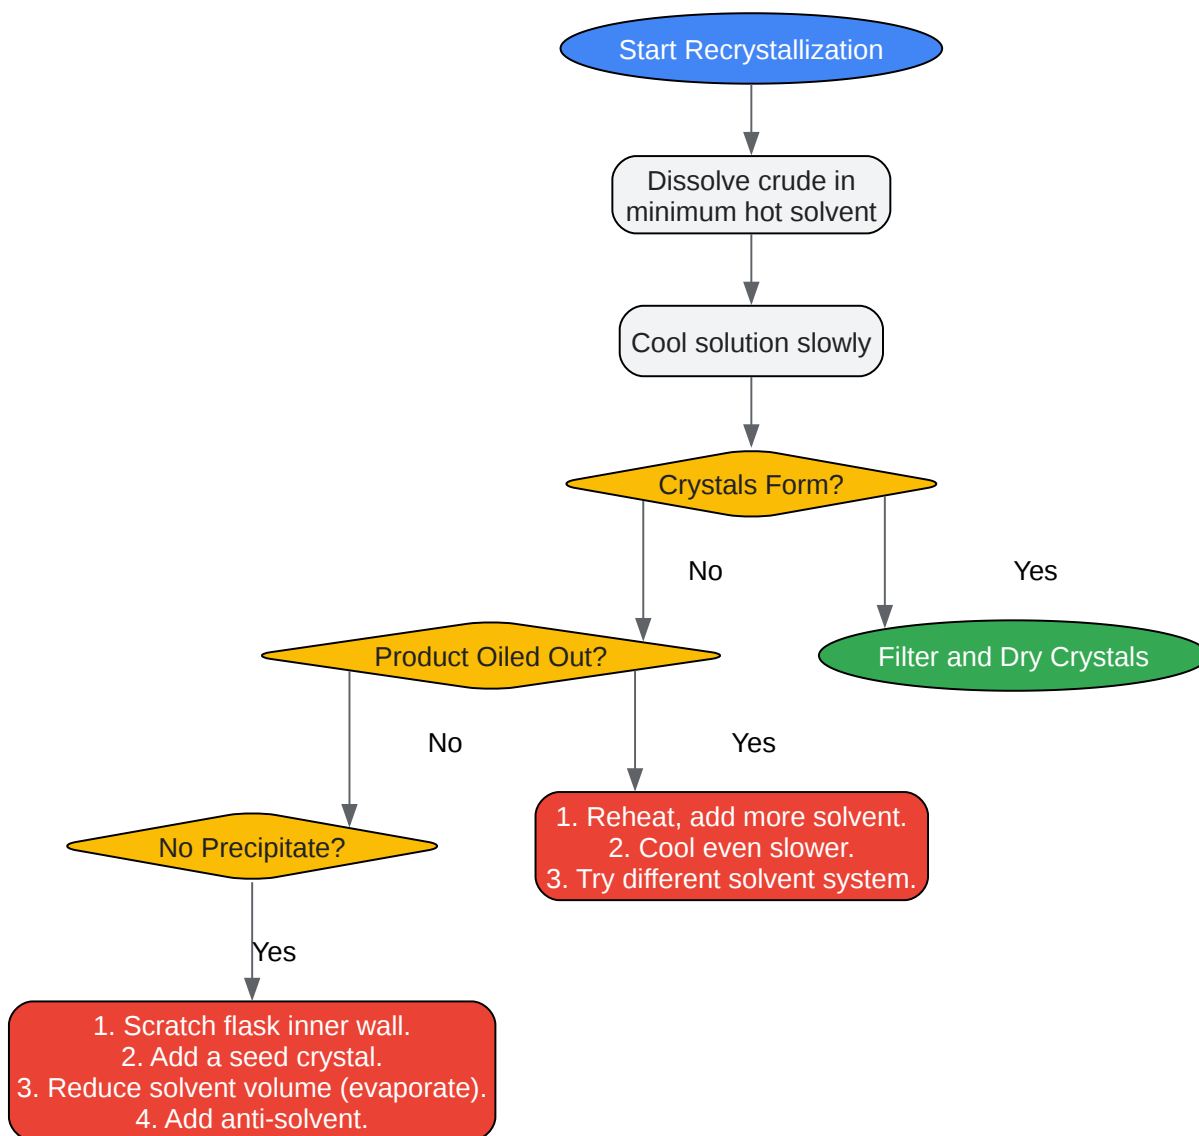 Start Recrystallization
Dissolve crude in
minimum hot solvent
Cool solution slowly
Crystals Form?
No
Yes
Product Oiled Out?
Filter and Dry Crystals
No
Yes
No Precipitate?
1. Reheat, add more solvent.
2. Cool even slower.
3. Try different solvent system.
Yes
1. Scratch flask inner wall.
2. Add a seed crystal.
3. Reduce solvent volume (evaporate).
4. Add anti-solvent.